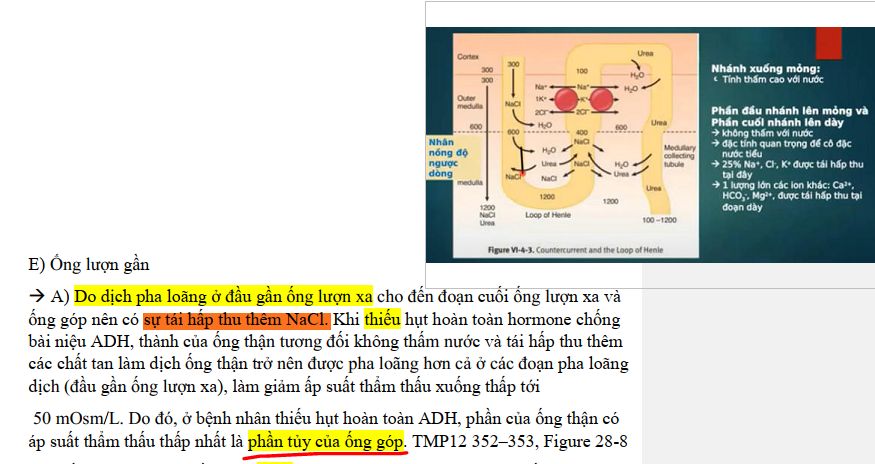 Cortex
300
300
300
Outer
medulla
NaCl
600
600
Na⁺
1K⁺
2Cl⁻
100
Na⁺
K⁺
2Cl⁻
H₂O
400
NaCl
600
H₂O
Urea
NaCl
NaCl
NaCl
H₂O
Urea
Urea
H₂O
H₂O
Urea
Medullary
collecting
tubule
Urea
medulla
1200
NaCl
Urea
1200
1200
Loop of Henle
100–1200
Nhân
nồng độ
ngược
dòng
Figure VI-4-3. Countercurrent and the Loop of Henle
Nhánh xuống mỏng:
Tính thấm cao với nước
Phần đầu nhánh lên mỏng và
Phần cuối nhánh lên dày
→ không thấm với nước
→ đặc tính quan trọng để cô đặc
nước tiểu
→ 25% Na⁺, Cl⁻, K⁺ được tái hấp thu
tại đây
→ 1 lượng lớn các ion khác: Ca²⁺,
HCO₃⁻, Mg²⁺, được tái hấp thu tại
đoạn dày
E) Ống lượn gần
→ A) Do dịch pha loãng ở đầu gần ống lượn xa cho đến đoạn cuối ống lượn xa và
ống góp nên có sự tái hấp thu thêm NaCl. Khi thiếu hụt hoàn toàn hormone chống
bài niệu ADH, thành của ống thận tương đối không thấm nước và tái hấp thu thêm
các chất tan làm dịch ống thận trở nên được pha loãng hơn cả ở các đoạn pha loãng
dịch (đầu gần ống lượn xa), làm giảm áp suất thẩm thấu xuống thấp tới
50 mOsm/L. Do đó, ở bệnh nhân thiếu hụt hoàn toàn ADH, phần của ống thận có
áp suất thẩm thấu thấp nhất là phần tủy của ống góp. TMP12 352–353, Figure 28-8